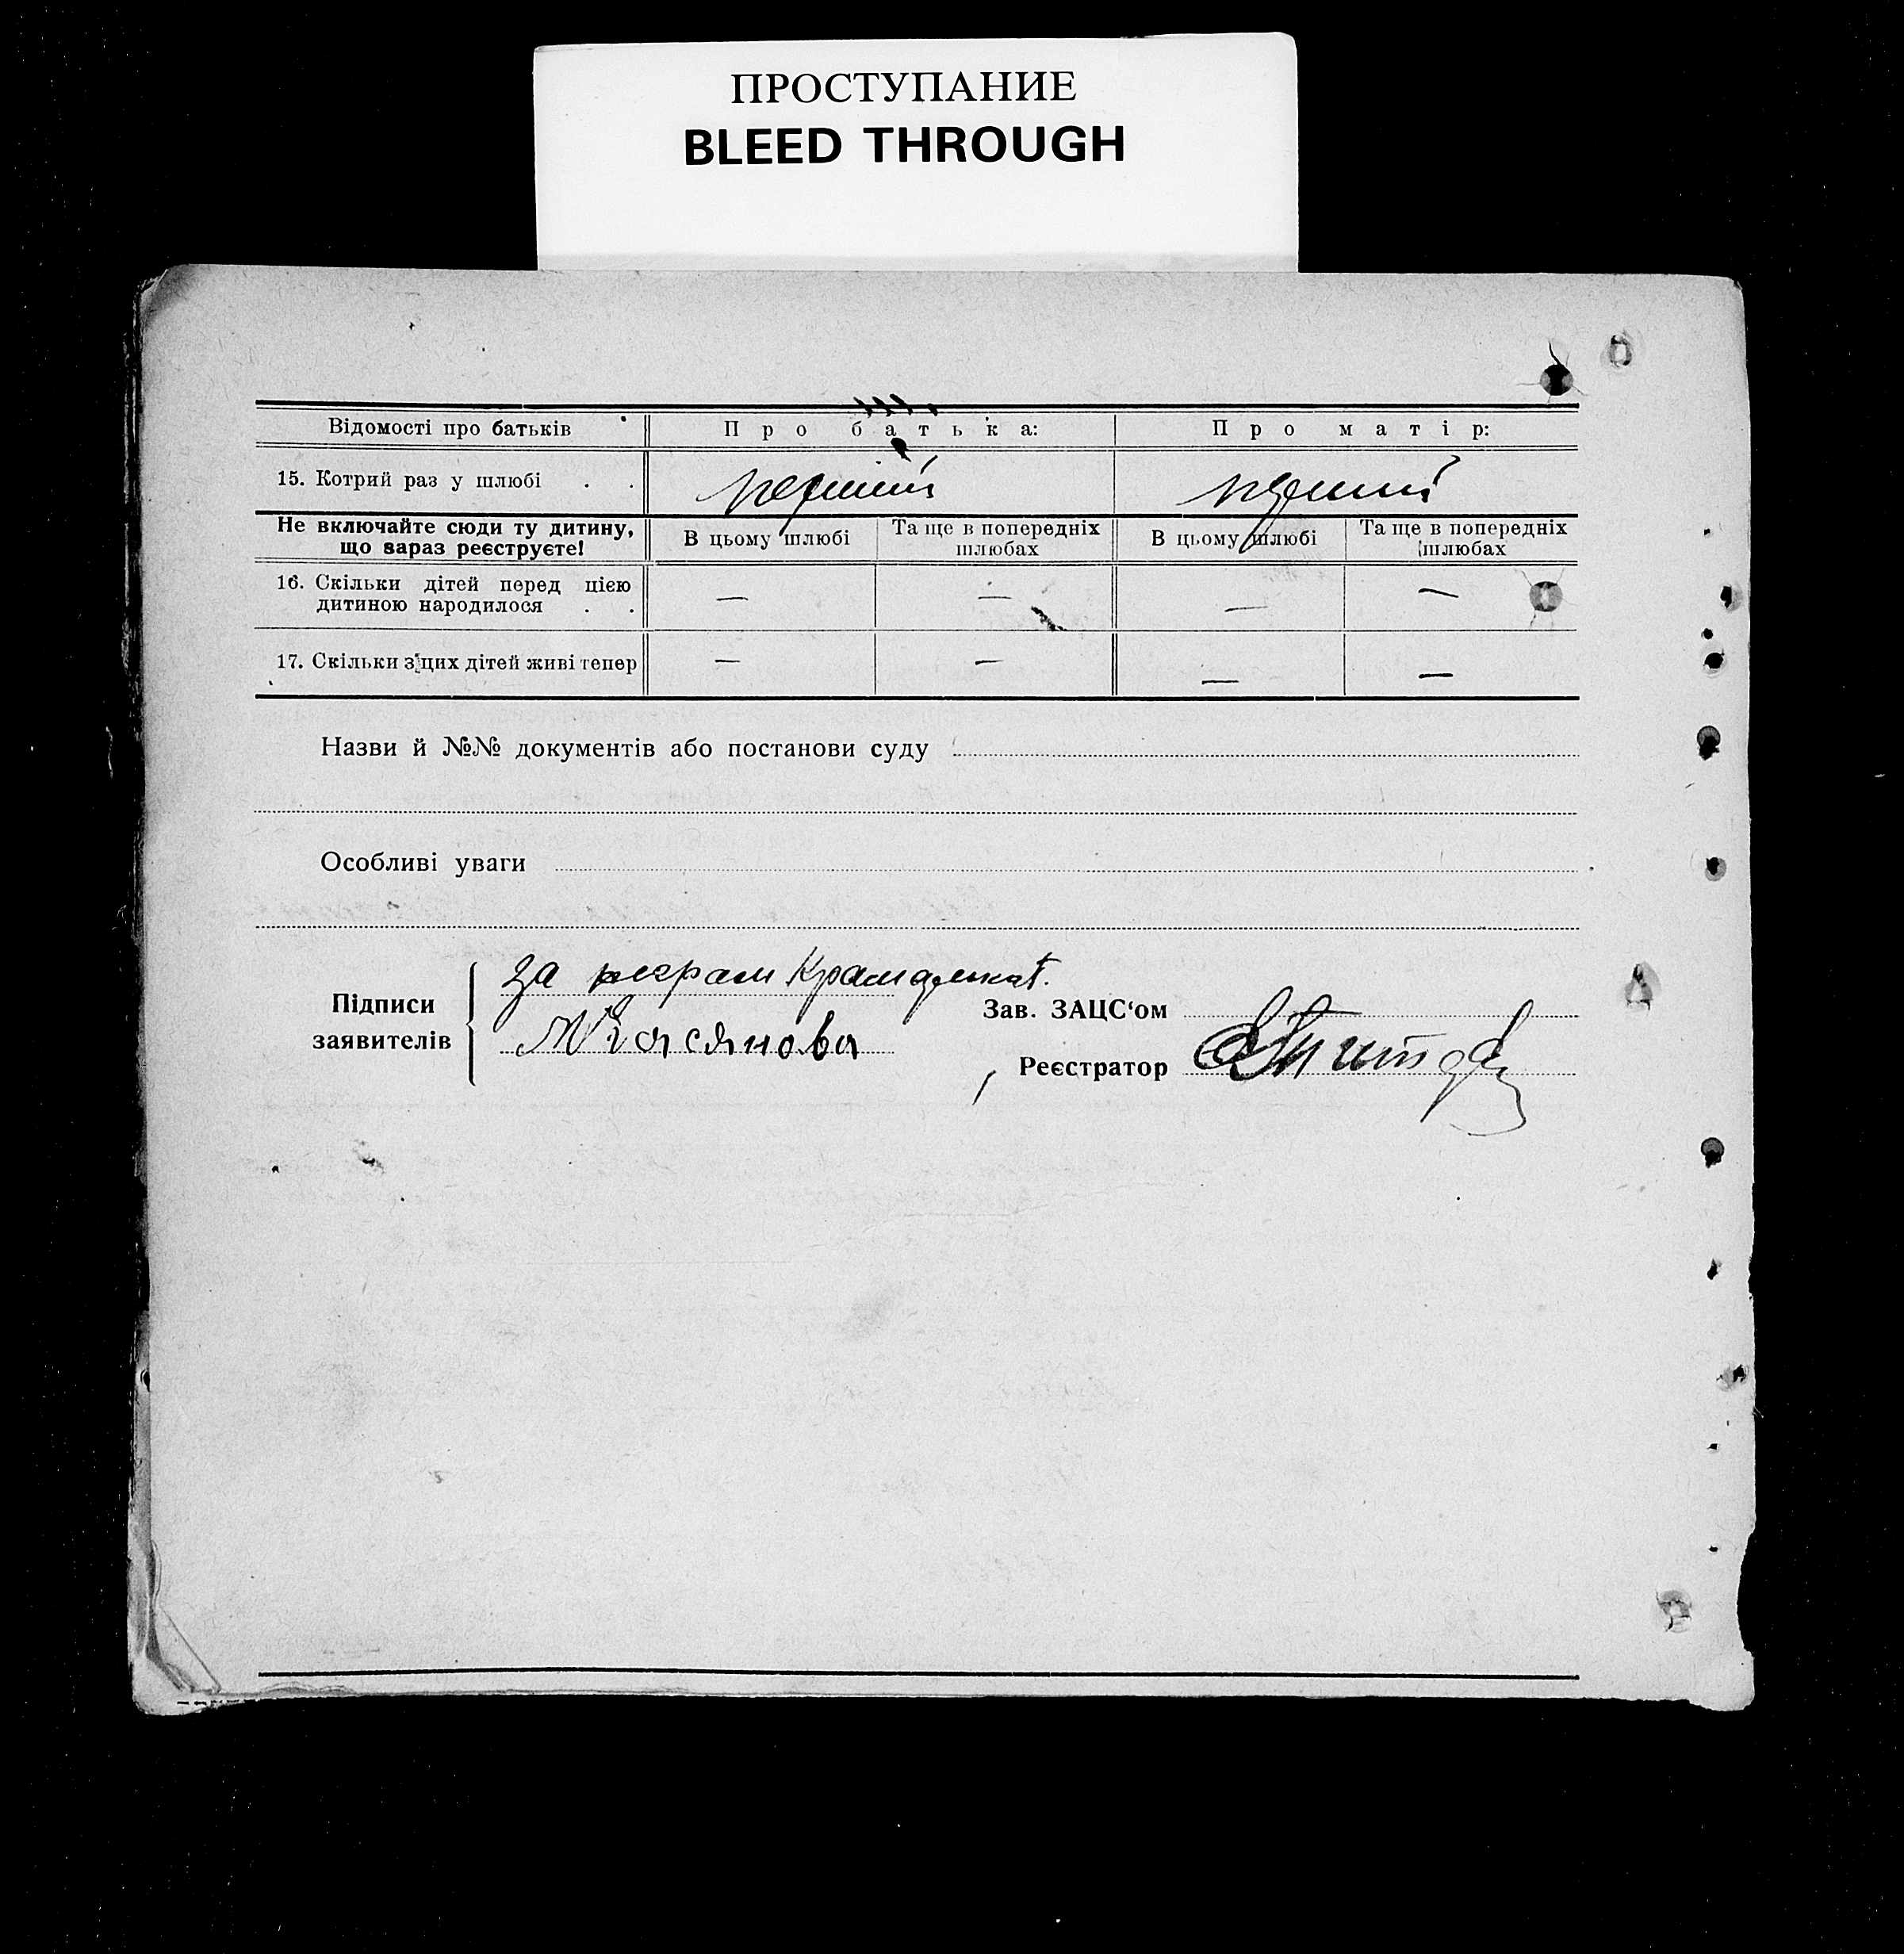 ПРОСТУПАНИЕ
BLEED THROUGH
Відомості про батьків
Про батька:
Про матір:
15. Котрий раз у шлюбі . .
перший
перший
Не включайте сюди ту дитину, що зараз реєструєте!
В цьому шлюбі
Та ще в попередніх шлюбах
В цьому шлюбі
Та ще в попередніх шлюбах
16. Скільки дітей перед цією дитиною народилося . .
— — — —
17. Скільки з цих дітей живі тепер
— — — —
Назви й №№ документів або постанови суду
Особливі уваги
Підписи заявителів
За
Зав. ЗАЦС‘ом
Реєстратор